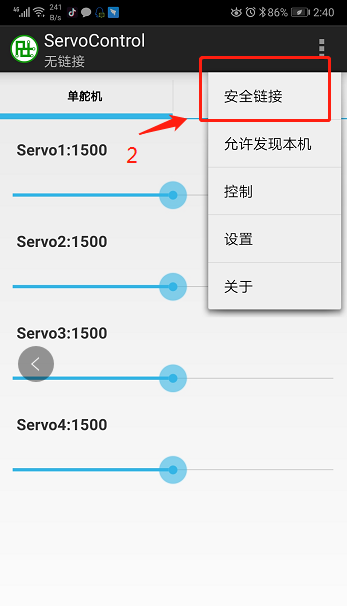 4G 241 B/s 86% 2:40
ServoControl
无链接
单舵机
安全链接
允许发现本机
控制
设置
关于
2
Servo1:1500
Servo2:1500
Servo3:1500
Servo4:1500